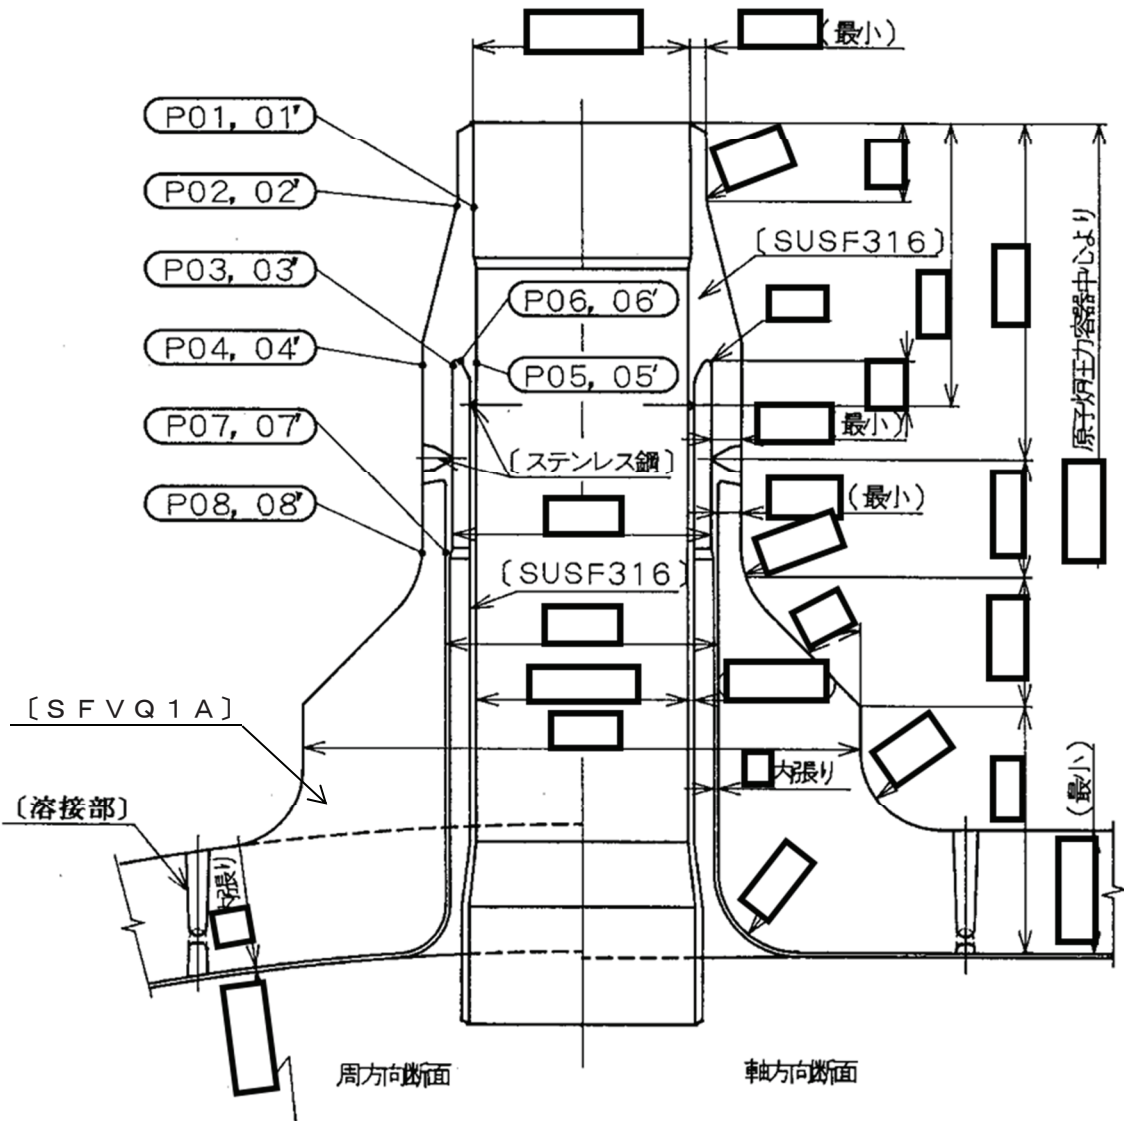 (最小)
P01, 01'
P02, 02'
P03, 03'
P04, 04'
P07, 07'
P08, 08'
P06, 06'
P05, 05'
〔SUSF316〕
原子炉圧力容器中心より
最小)
〔ステンレス鋼〕
(最小)
〔SUSF316〕
〔SFVQ1A〕
内張り
(最小)
〔溶接部〕
内張り
周方向断面
軸方向断面